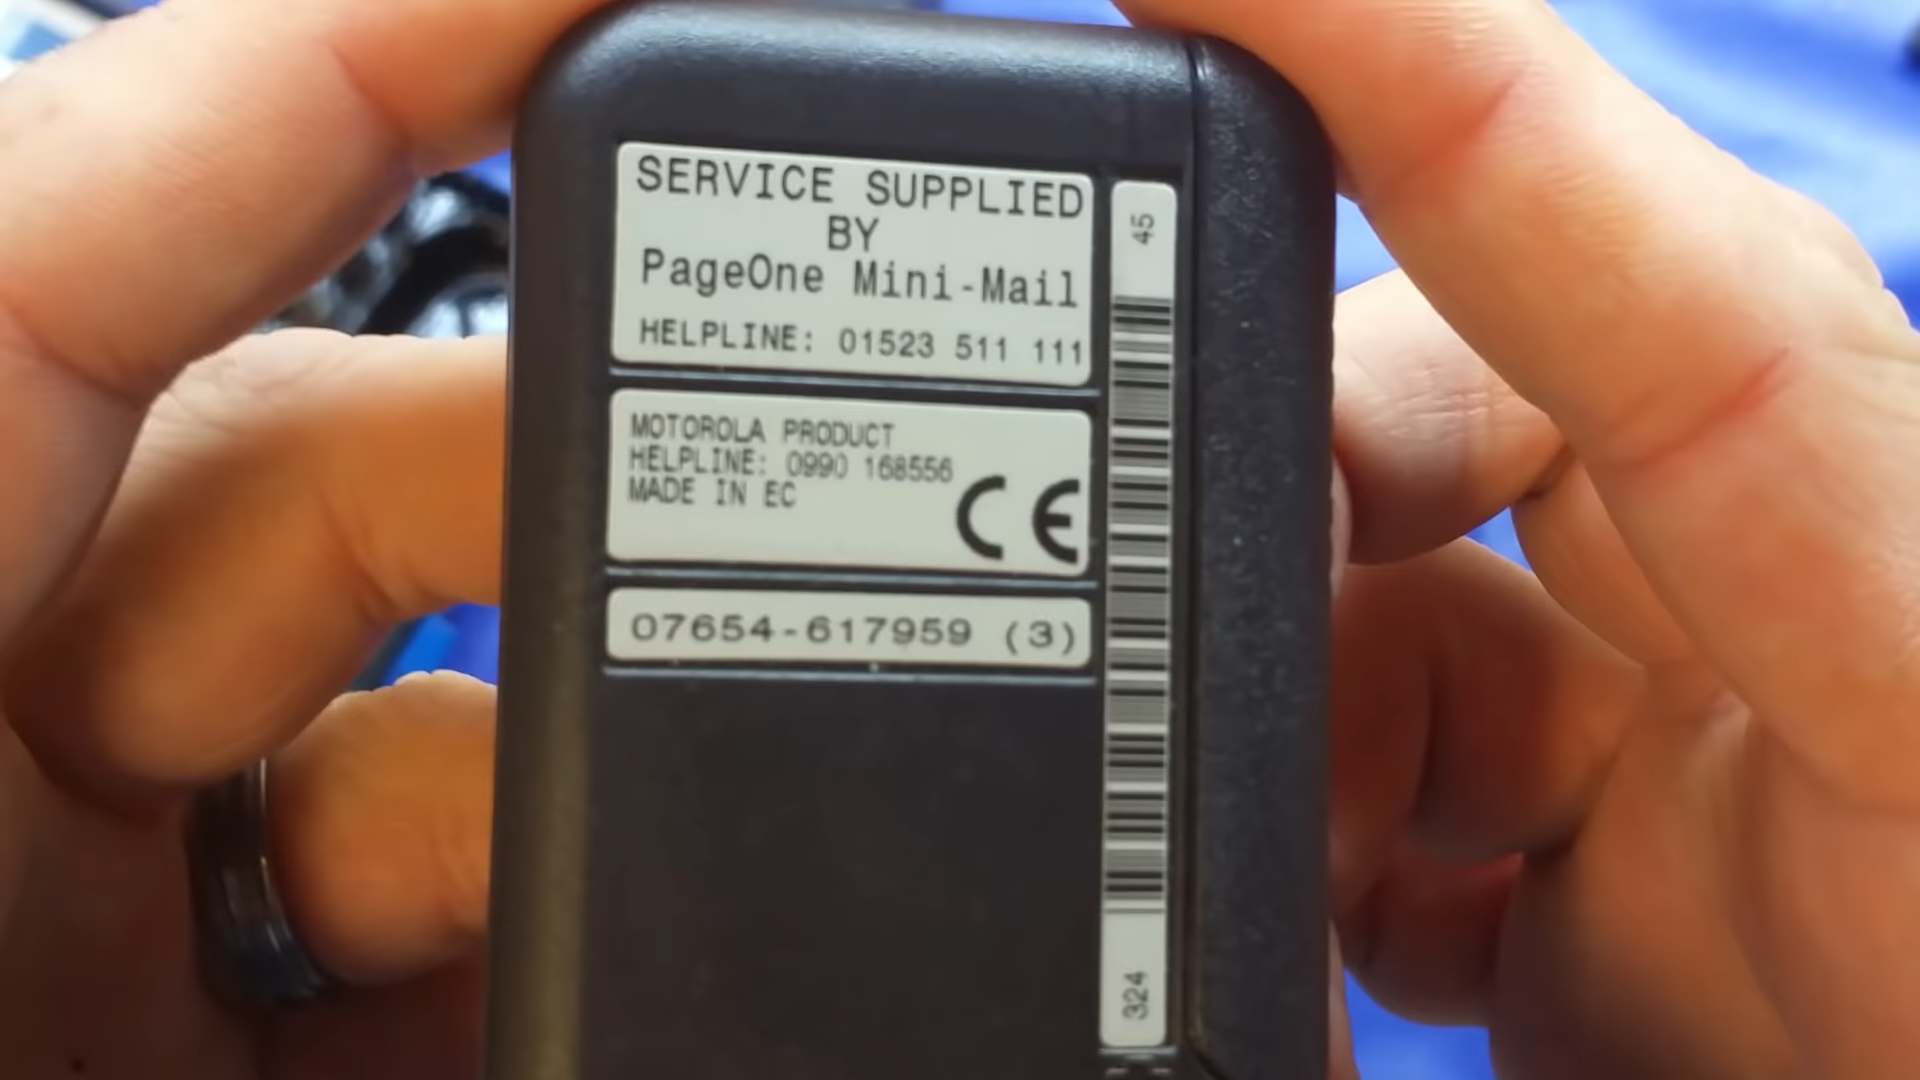 SERVICE SUPPLIED
BY
PageOne Mini-Mail
HELPLINE: 01523 511 111
MOTOROLA PRODUCT
HELPLINE: 0990 168556
MADE IN EC
CE
07654-617959 (3)
45
324